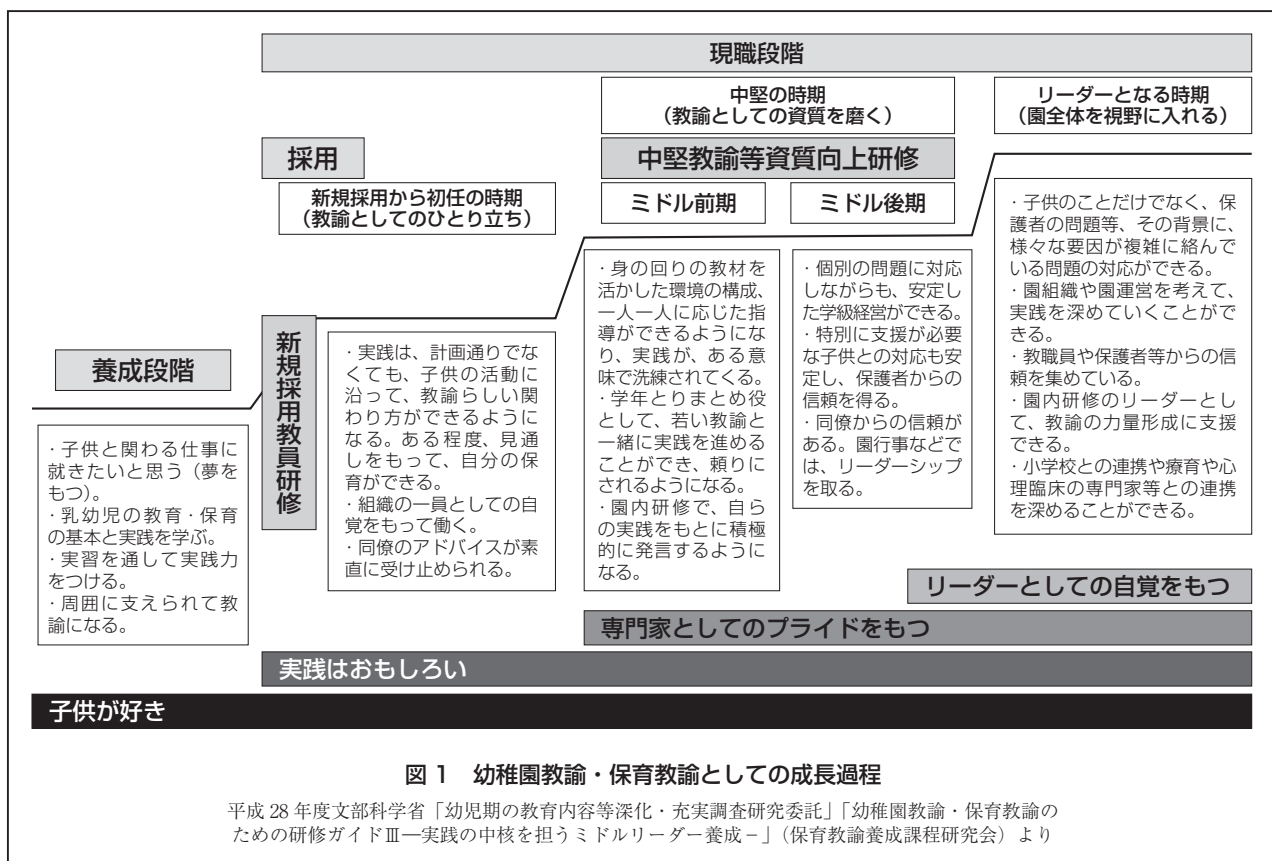 現職段階
中堅の時期
(教諭としての資質を磨く)
リーダーとなる時期
(園全体を視野に入れる)
採用
中堅教諭等資質向上研修
新規採用から初任の時期
(教諭としてのひとり立ち)
ミドル前期
ミドル後期
養成段階
・子供と関わる仕事に
就きたいと思う（夢を
もつ）。
・乳幼児の教育・保育
の基本と実践を学ぶ。
・実習を通して実践力
をつける。
・周囲に支えられて教
諭になる。
新規採用教員研修
・実践は、計画通りでな
くても、子供の活動に
沿って、教諭らしい関
わり方ができるように
なる。ある程度、見通
しをもって、自分の保
育ができる。
・組織の一員としての自
覚をもって働く。
・同僚のアドバイスが素
直に受け止められる。
・身の回りの教材を
活かした環境の構成、
一人一人に応じた指
導ができるようにな
り、実践が、ある意
味で洗練されてくる。
・学年とりまとめ役
として、若い教諭と
一緒に実践を進める
ことができ、頼りに
されるようになる。
・園内研修で、自ら
の実践をもとに積極
的に発言するように
なる。
・個別の問題に対応
しながらも、安定し
た学級経営ができる。
・特別に支援が必要
な子供との対応も安
定し、保護者からの
信頼を得る。
・同僚からの信頼が
ある。園行事などで
は、リーダーシップ
を取る。
・子供のことだけでなく、保
護者の問題等、その背景に、
様々な要因が複雑に絡んで
いる問題の対応ができる。
・園組織や園運営を考えて、
実践を深めていくことがで
きる。
・教職員や保護者等からの信
頼を集めている。
・園内研修のリーダーとし
て、教諭の力量形成に支援
できる。
・小学校との連携や療育や心
理臨床の専門家等との連携
を深めることができる。
リーダーとしての自覚をもつ
専門家としてのプライドをもつ
実践はおもしろい
子供が好き
図 1　幼稚園教諭・保育教諭としての成長過程
平成 28 年度文部科学省「幼児期の教育内容等深化・充実調査研究委託」「幼稚園教諭・保育教諭の
ための研修ガイドⅢ―実践の中核を担うミドルリーダー養成－」（保育教諭養成課程研究会）より